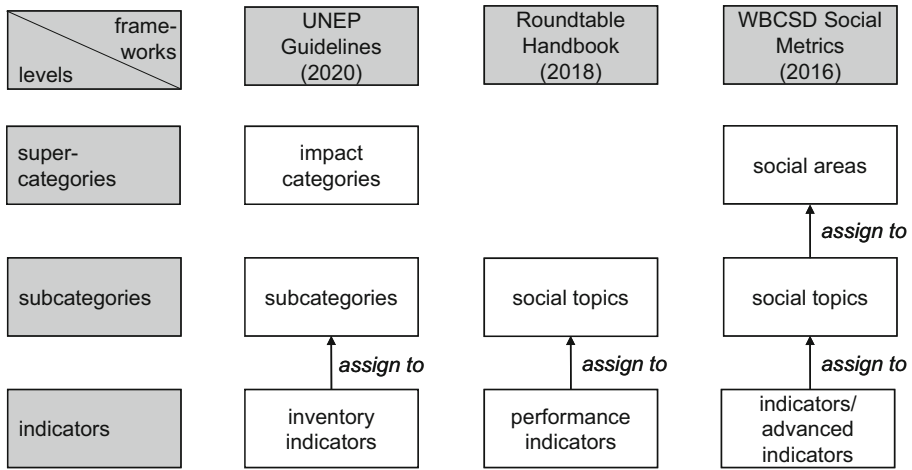 frame-
works
levels
UNEP
Guidelines
(2020)
Roundtable
Handbook
(2018)
WBCSD Social
Metrics
(2016)
super-
categories
impact
categories
social areas
assign to
subcategories
subcategories
social topics
social topics
assign to
assign to
assign to
indicators
inventory
indicators
performance
indicators
indicators/
advanced
indicators